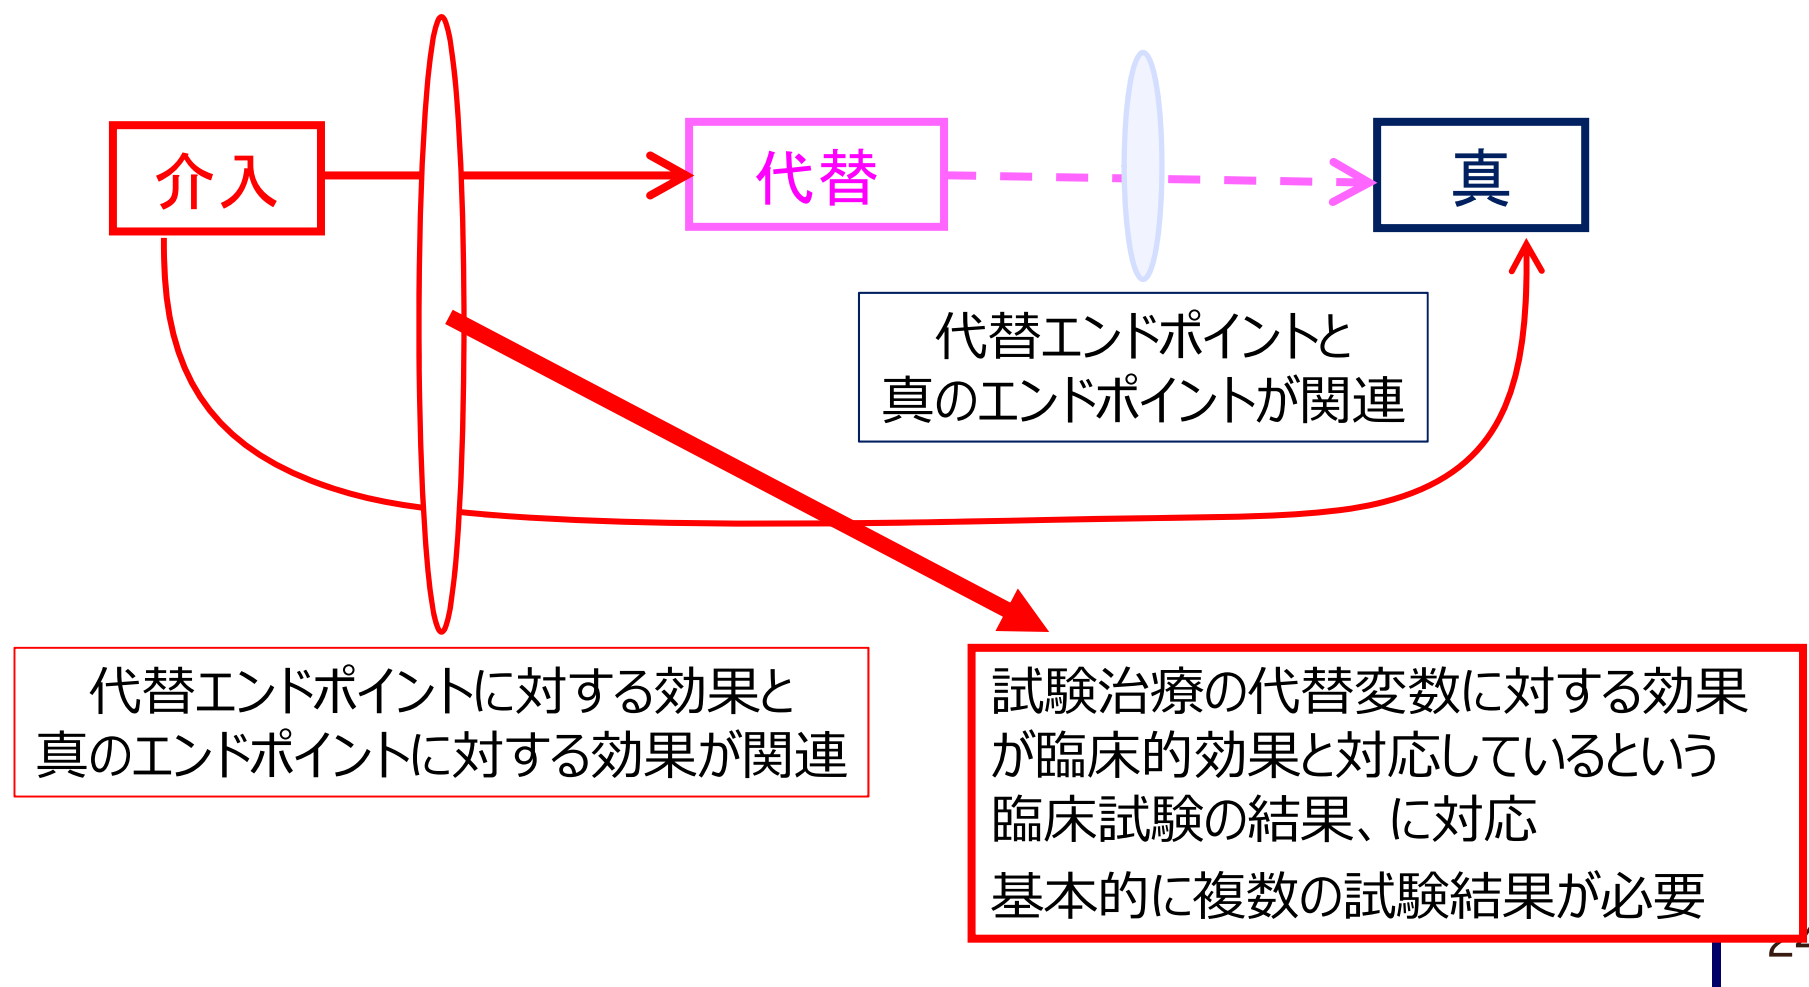 介入
代替
真
代替エンドポイントと
真のエンドポイントが関連
代替エンドポイントに対する効果と
真のエンドポイントに対する効果が関連
試験治療の代替変数に対する効果
が臨床的効果と対応しているという
臨床試験の結果、に対応
基本的に複数の試験結果が必要